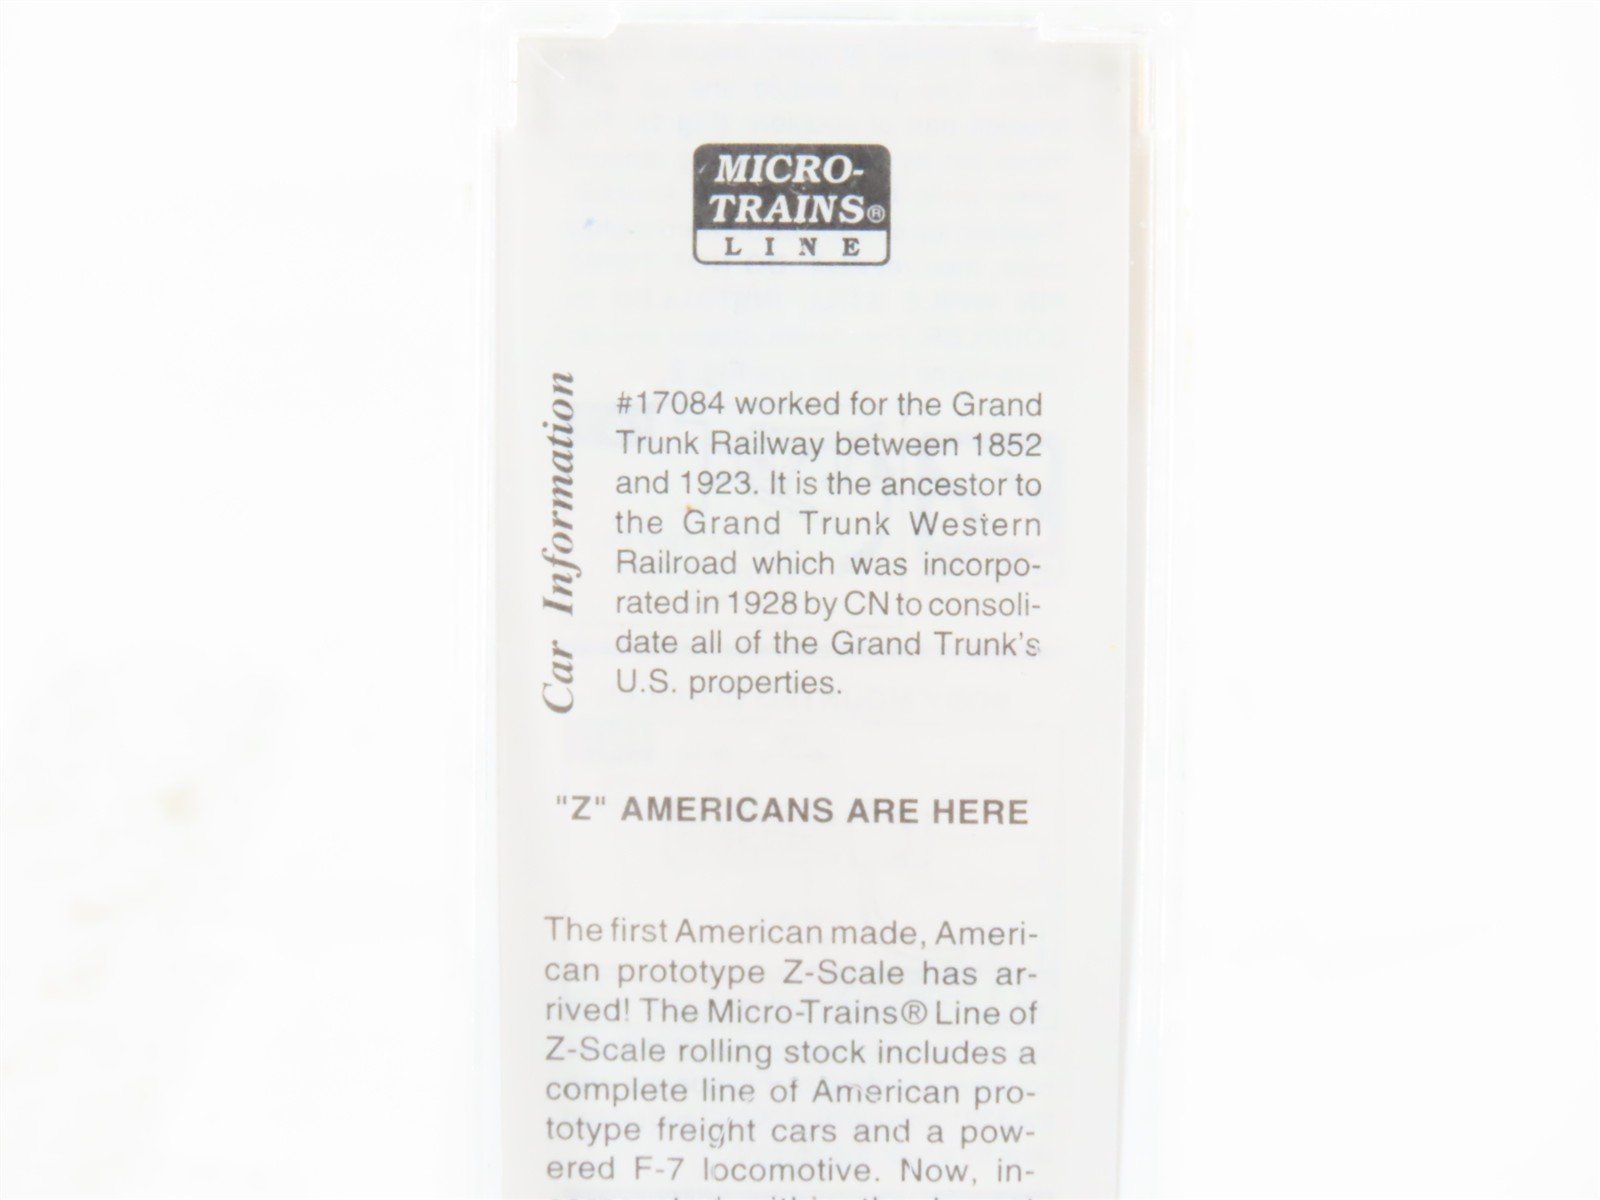 MICRO-
TRAINS®
LINE
Car Information
#17084 worked for the Grand
Trunk Railway between 1852
and 1923. It is the ancestor to
the Grand Trunk Western
Railroad which was incorpo-
rated in 1928 by CN to consoli-
date all of the Grand Trunk's
U.S. properties.
"Z" AMERICANS ARE HERE
The first American made, Ameri-
can prototype Z-Scale has ar-
rived! The Micro-Trains® Line of
Z-Scale rolling stock includes a
complete line of American pro-
totype freight cars and a pow-
ered F-7 locomotive. Now, in-